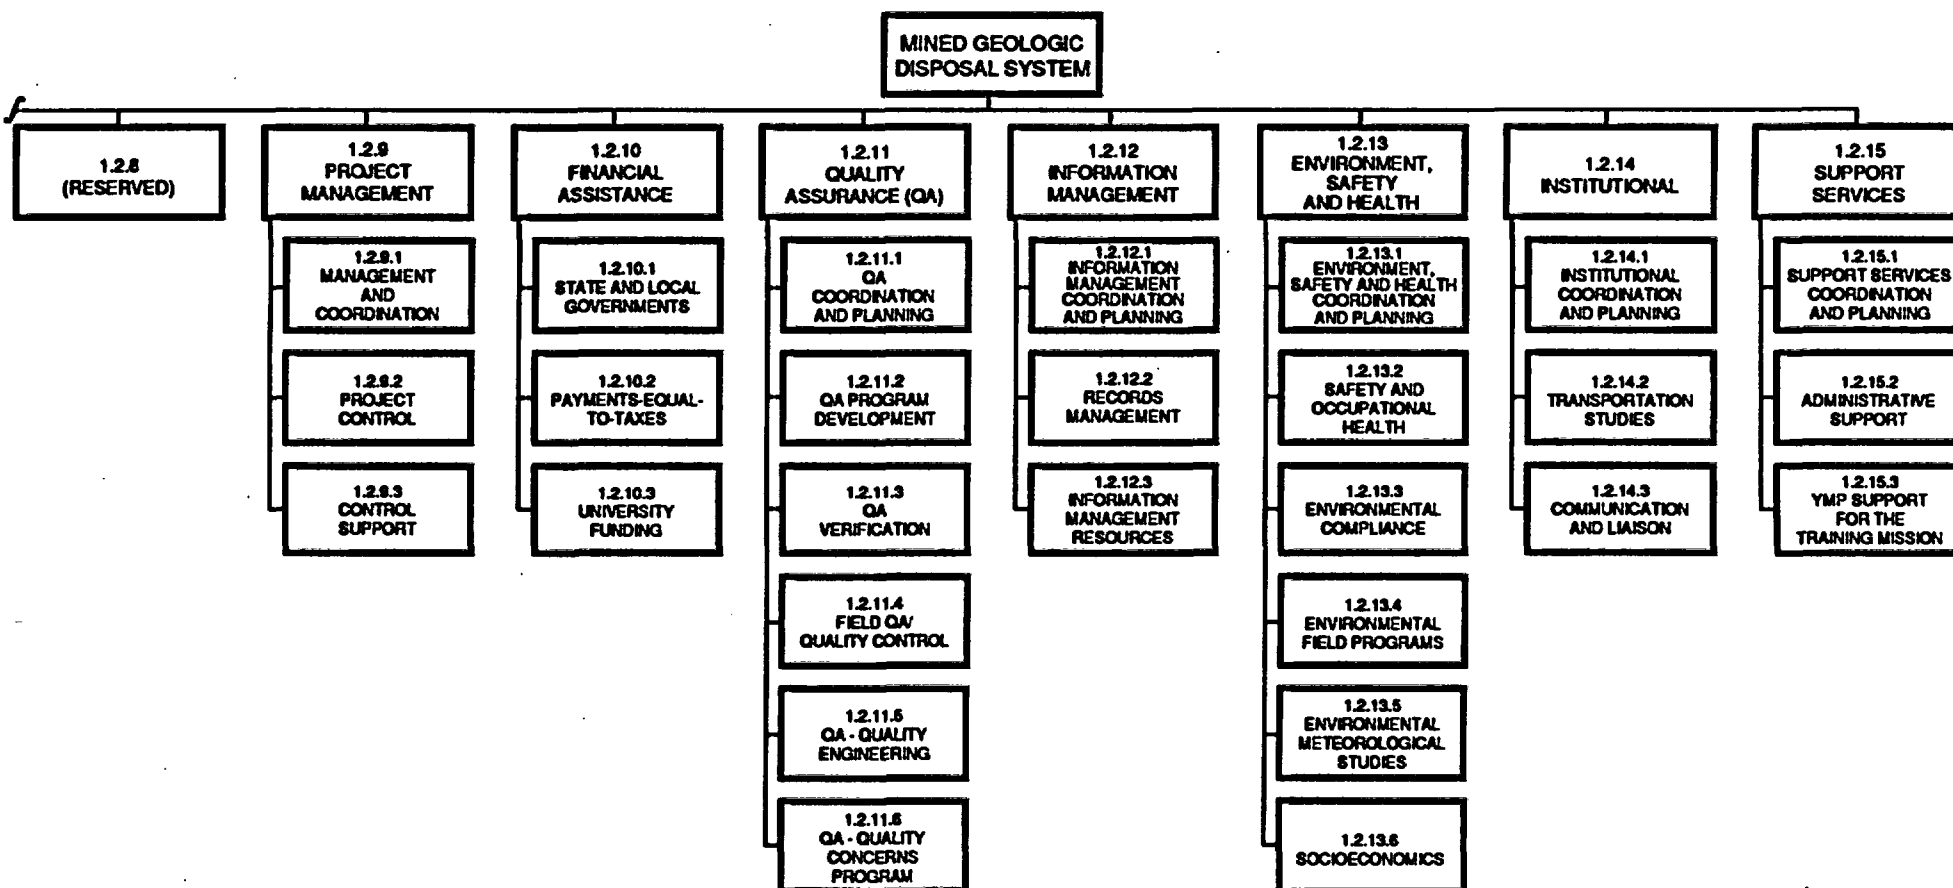 MINED GEOLOGIC
DISPOSAL SYSTEM
1.2.8
(RESERVED)
1.2.9
PROJECT
MANAGEMENT
1.2.10
FINANCIAL
ASSISTANCE
1.2.11
QUALITY
ASSURANCE (QA)
1.2.12
INFORMATION
MANAGEMENT
1.2.13
ENVIRONMENT,
SAFETY
AND HEALTH
1.2.14
INSTITUTIONAL
1.2.15
SUPPORT
SERVICES
1.2.9.1
MANAGEMENT
AND
COORDINATION
1.2.10.1
STATE AND LOCAL
GOVERNMENTS
1.2.11.1
QA
COORDINATION
AND PLANNING
1.2.12.1
INFORMATION
MANAGEMENT
COORDINATION
AND PLANNING
1.2.13.1
ENVIRONMENT,
SAFETY AND HEALTH
COORDINATION
AND PLANNING
1.2.14.1
INSTITUTIONAL
COORDINATION
AND PLANNING
1.2.15.1
SUPPORT SERVICES
COORDINATION
AND PLANNING
1.2.9.2
PROJECT
CONTROL
1.2.10.2
PAYMENTS-EQUAL-
TO-TAXES
1.2.11.2
QA PROGRAM
DEVELOPMENT
1.2.12.2
RECORDS
MANAGEMENT
1.2.13.2
SAFETY AND
OCCUPATIONAL
HEALTH
1.2.14.2
TRANSPORTATION
STUDIES
1.2.15.2
ADMINISTRATIVE
SUPPORT
1.2.9.3
CONTROL
SUPPORT
1.2.10.3
UNIVERSITY
FUNDING
1.2.11.3
QA
VERIFICATION
1.2.12.3
INFORMATION
MANAGEMENT
RESOURCES
1.2.13.3
ENVIRONMENTAL
COMPLIANCE
1.2.14.3
COMMUNICATION
AND LIAISON
1.2.15.3
YMP SUPPORT
FOR THE
TRAINING MISSION
1.2.11.4
FIELD QA/
QUALITY CONTROL
1.2.13.4
ENVIRONMENTAL
FIELD PROGRAMS
1.2.11.5
QA - QUALITY
ENGINEERING
1.2.13.5
ENVIRONMENTAL
METEOROLOGICAL
STUDIES
1.2.11.6
QA - QUALITY
CONCERNS
PROGRAM
1.2.13.6
SOCIOECONOMICS